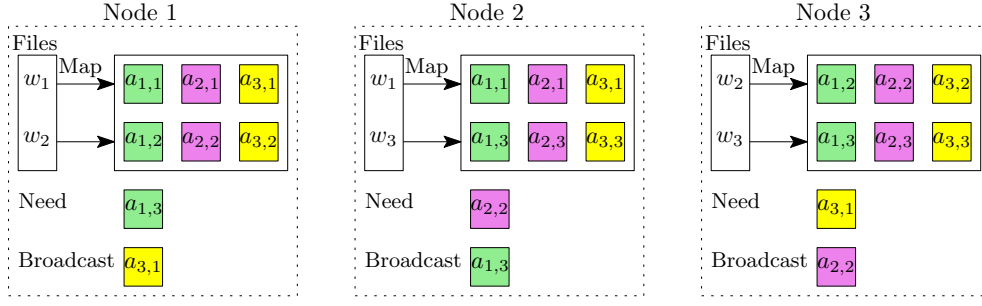 Node 1
Node 2
Node 3
Files
Files
Files
w1 Map a1,1 a2,1 a3,1
w2 a1,2 a2,2 a3,2
w1 Map a1,1 a2,1 a3,1
w3 a1,3 a2,3 a3,3
w2 Map a1,2 a2,2 a3,2
w3 a1,3 a2,3 a3,3
Need a1,3
Need a2,2
Need a3,1
Broadcast a3,1
Broadcast a1,3
Broadcast a2,2